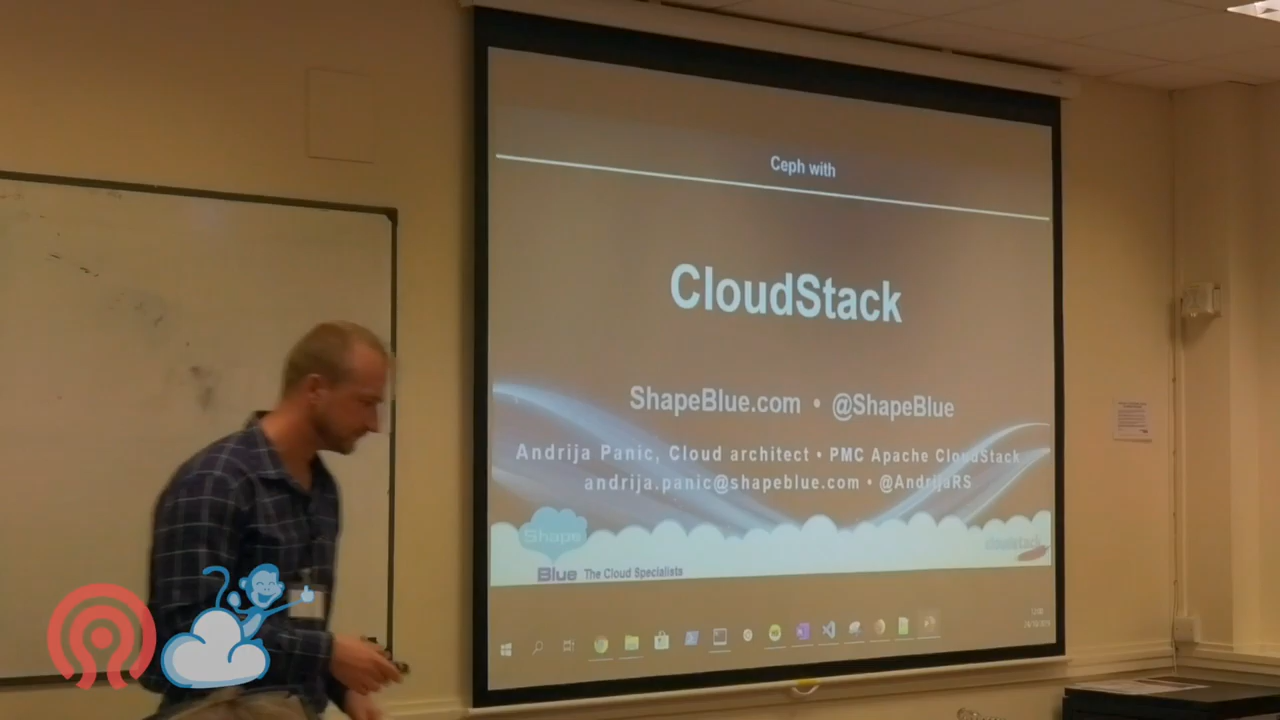 Ceph with
CloudStack
ShapeBlue.com • @ShapeBlue
Andrija Panic, Cloud architect • PMC Apache CloudStack
andrija.panic@shapeblue.com • @AndrijaRS
Shape
cloudstack
Blue The Cloud Specialists